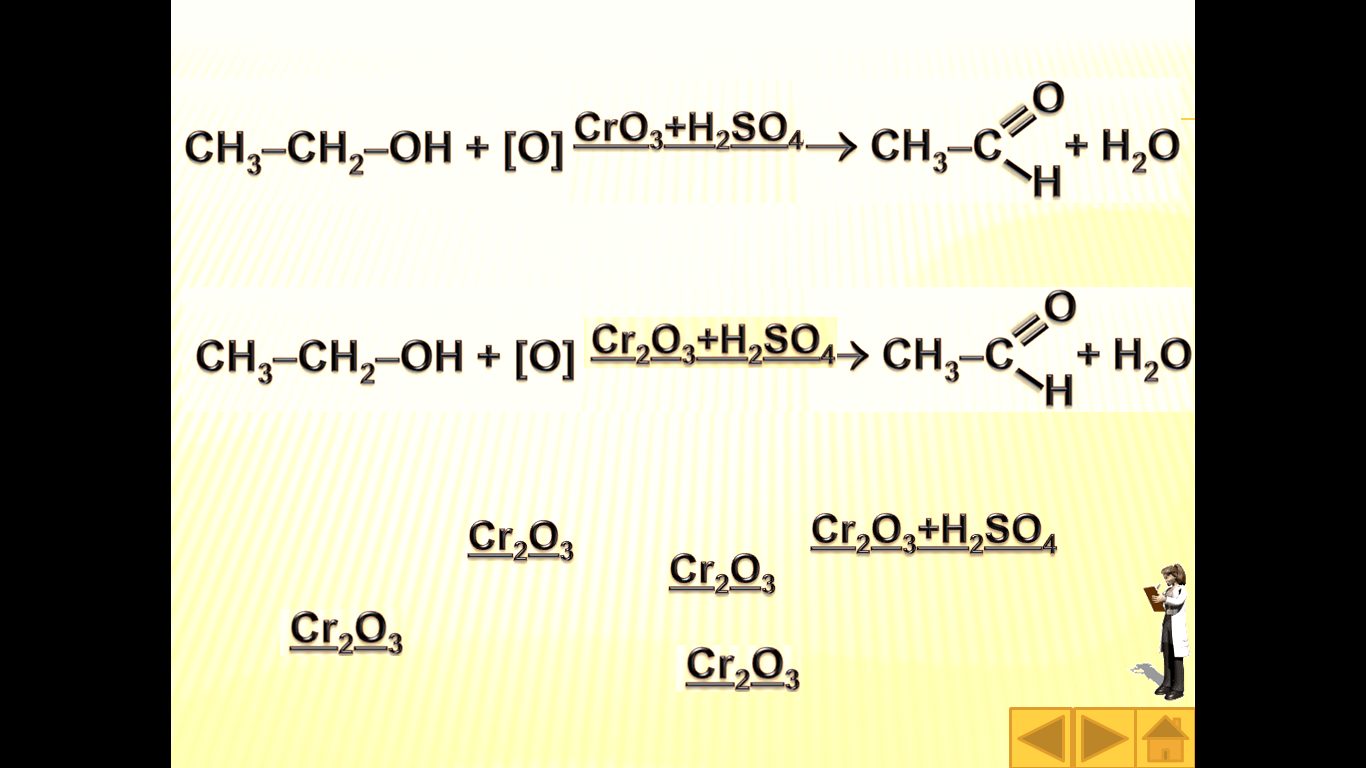 CH₃–CH₂–OH + [O] CrO₃+H₂SO₄→ CH₃–C=O–H + H₂O
CH₃–CH₂–OH + [O] Cr₂O₃+H₂SO₄→ CH₃–C=O–H + H₂O
Cr₂O₃ Cr₂O₃+H₂SO₄
Cr₂O₃
Cr₂O₃
Cr₂O₃